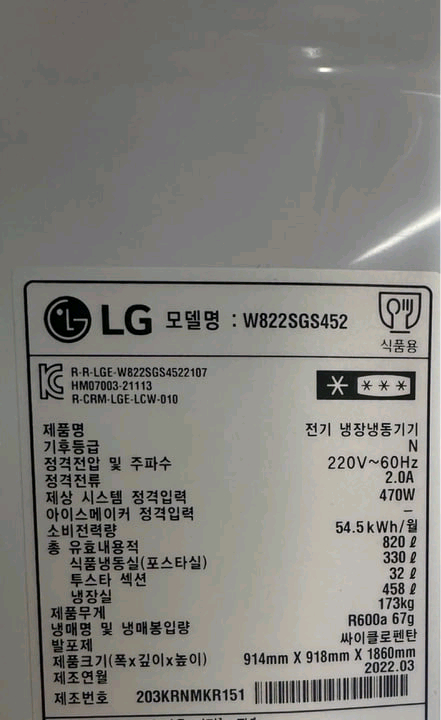 LG 모델명 : W822SGS452
식품용
R-R-LGE-W822SGS4522107
HM07003-21113
R-CRM-LGE-LCW-010
제품명 전기 냉장냉동기기
기후등급 N
정격전압 및 주파수 220V~60Hz
정격전류 2.0A
제상 시스템 정격입력 470W
아이스메이커 정격입력 –
소비전력량 54.5kWh/월
총 유효내용적 820 ℓ
식품냉동실(포스타실) 330 ℓ
투스타 섹션 32 ℓ
냉장실 458 ℓ
제품무게 173kg
냉매명 및 냉매봉입량 R600a 67g
발포제 싸이클로펜탄
제품크기(폭x깊이x높이) 914mm X 918mm X 1860mm
제조연월 2022.03
제조번호 203KRNMKR151